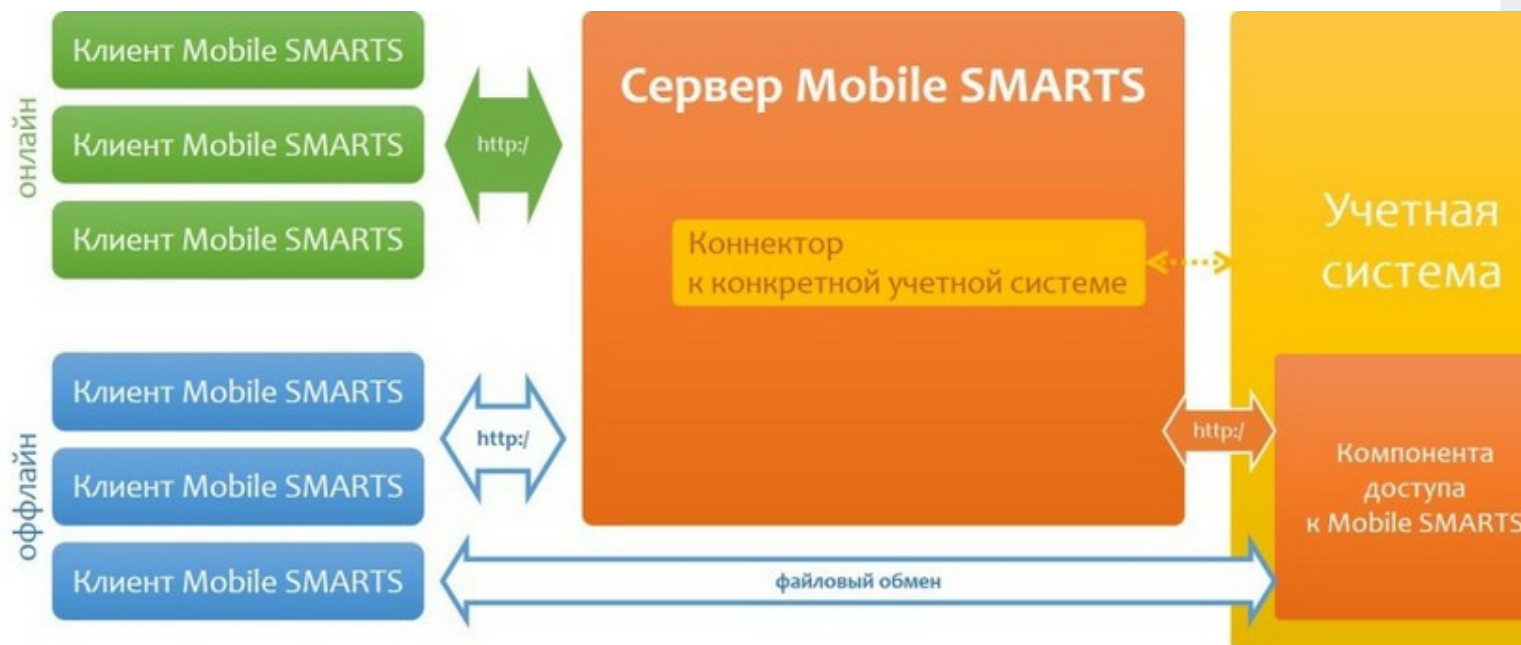 онлайн
Клиент Mobile SMARTS
Клиент Mobile SMARTS
Клиент Mobile SMARTS
http:/
Сервер Mobile SMARTS
Коннектор
к конкретной учетной системе
Учетная
система
оффлайн
Клиент Mobile SMARTS
Клиент Mobile SMARTS
Клиент Mobile SMARTS
http:/
http:/
Компонента
доступа
к Mobile SMARTS
файловый обмен